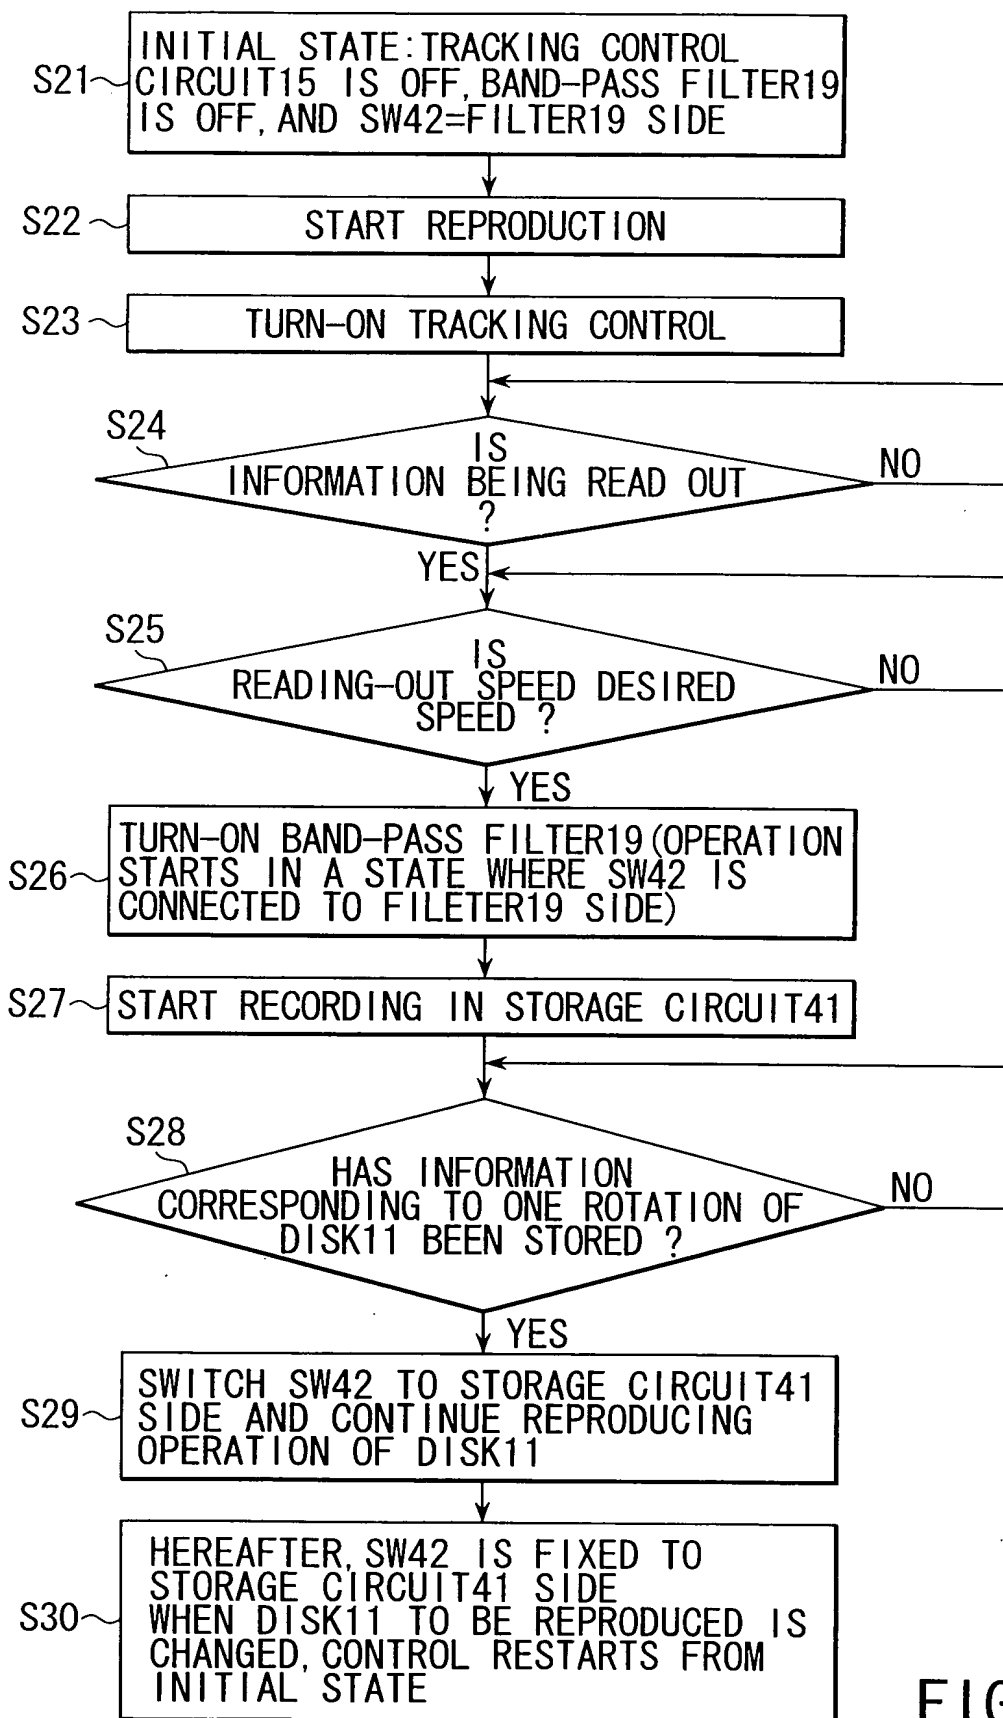 INITIAL STATE:TRACKING CONTROL
S21
CIRCUIT15 IS OFF, BAND-PASS FILTER19
IS OFF, AND SW42=FILTER19 SIDE
S22
START REPRODUCTION
S23
TURN-ON TRACKING CONTROL
S24
IS
INFORMATION BEING READ OUT
?
NO
YES
S25
IS
READING-OUT SPEED DESIRED
SPEED ?
NO
YES
TURN-ON BAND-PASS FILTER19(OPERATION
S26
STARTS IN A STATE WHERE SW42 IS
CONNECTED TO FILETER19 SIDE)
S27
START RECORDING IN STORAGE CIRCUIT41
S28
HAS INFORMATION
CORRESPONDING TO ONE ROTATION OF
DISK11 BEEN STORED ?
NO
YES
SWITCH SW42 TO STORAGE CIRCUIT41
S29
SIDE AND CONTINUE REPRODUCING
OPERATION OF DISK11
HEREAFTER, SW42 IS FIXED TO
STORAGE CIRCUIT41 SIDE
S30
WHEN DISK11 TO BE REPRODUCED IS
CHANGED, CONTROL RESTARTS FROM
INITIAL STATE
FIG